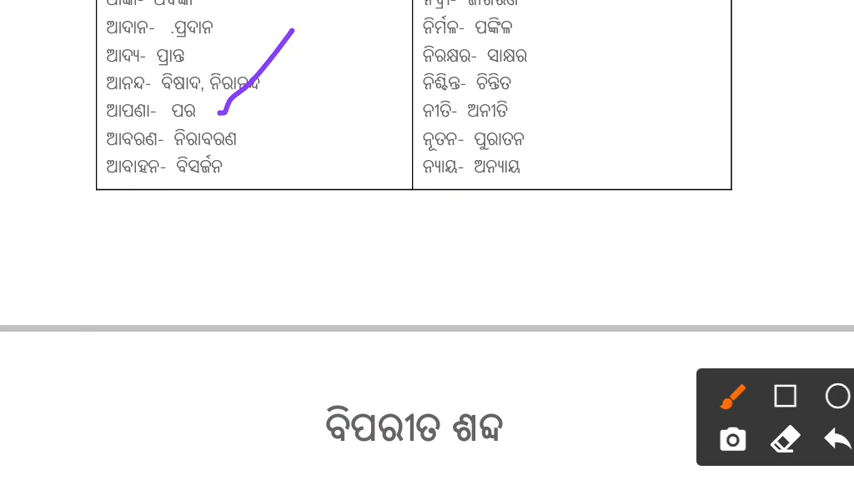 ଆଦାନ- .ପ୍ରଦାନ
ଆଦ୍ୟ- ପ୍ରାନ୍ତ
ଆନନ୍ଦ- ବିଷାଦ, ନିରାନନ୍ଦ
ଆପଣା- ପର
ଆବରଣ- ନିରାବରଣ
ଆବାହନ- ବିସର୍ଜନ
ନିର୍ମଳ- ପଙ୍କିଳ
ନିରକ୍ଷର- ସାକ୍ଷର
ନିଶ୍ଚିନ୍ତ- ଚିନ୍ତିତ
ନୀତି- ଅନୀତି
ନୂତନ- ପୁରାତନ
ନ୍ୟାୟ- ଅନ୍ୟାୟ
ବିପରୀତ ଶବ୍ଦ